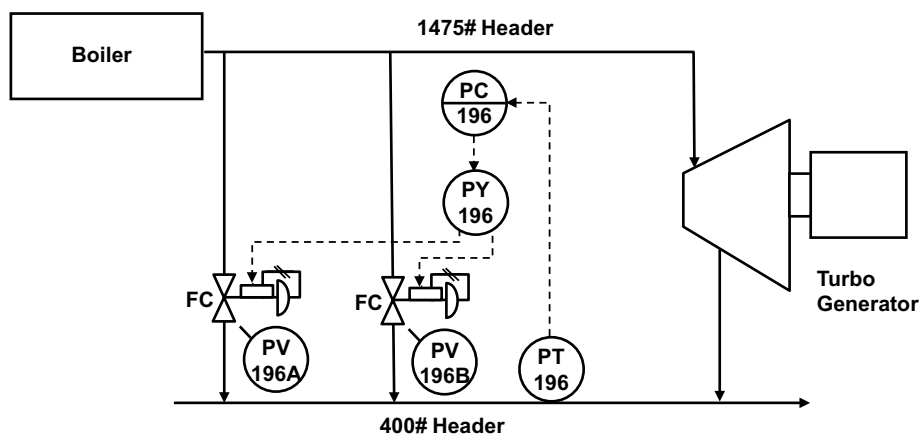 1475# Header
Boiler
PC
196
PY
196
Turbo
Generator
FC
FC
PV
196A
PV
196B
PT
196
400# Header